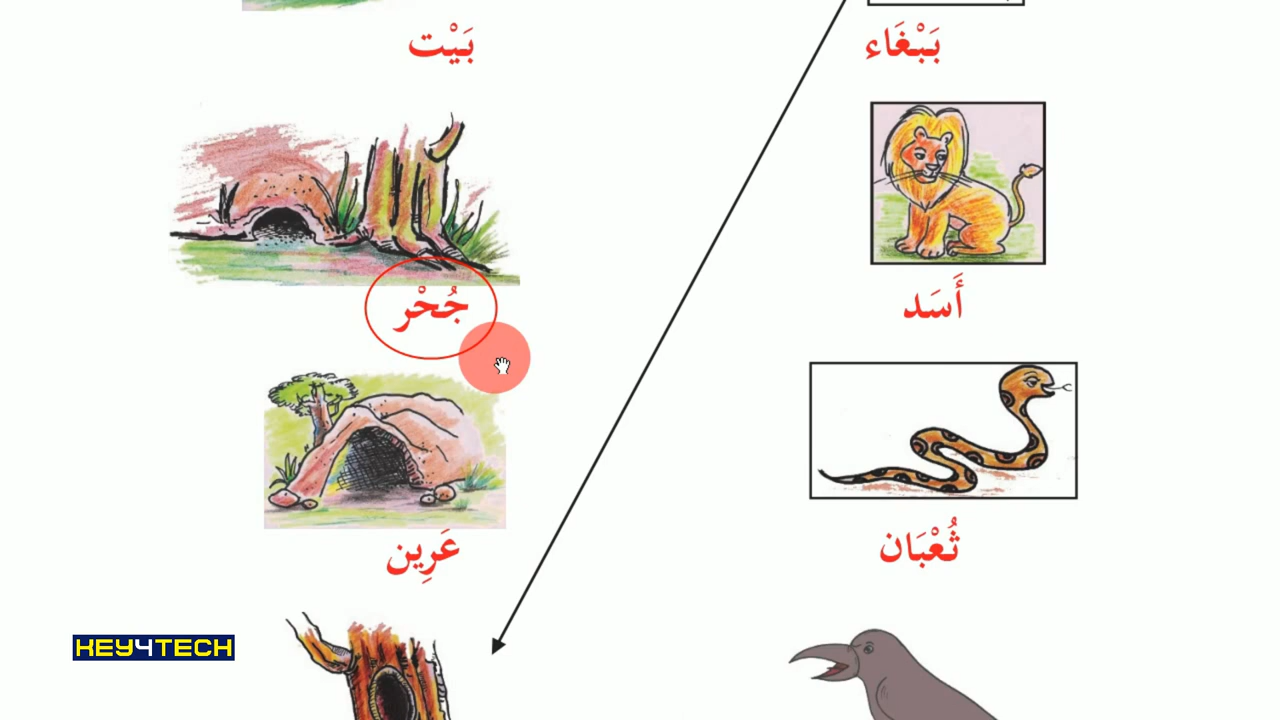 بَبْغَاء
بَيْت
أَسَد
جُحْر
ثُعْبَان
عَرِين
KEY4TECH